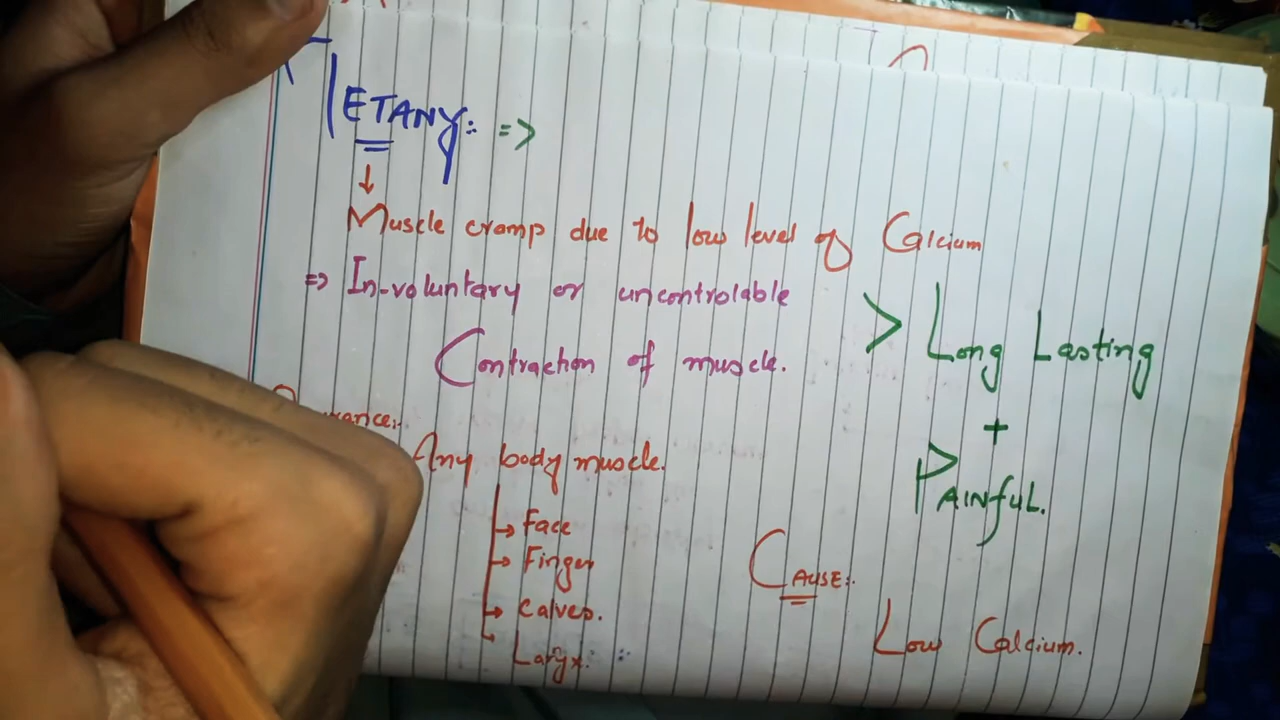 TETANY:- =>
↓
Muscle cramp due to low level of Calcium
=> In-voluntary or uncontrolable
Contraction of muscle.
> Long Lasting
+
PAINfUL.
Any body muscle.
→ Face
→ Finger
→ Calves.
Laryx.
CAUSE:-
Low Calcium.